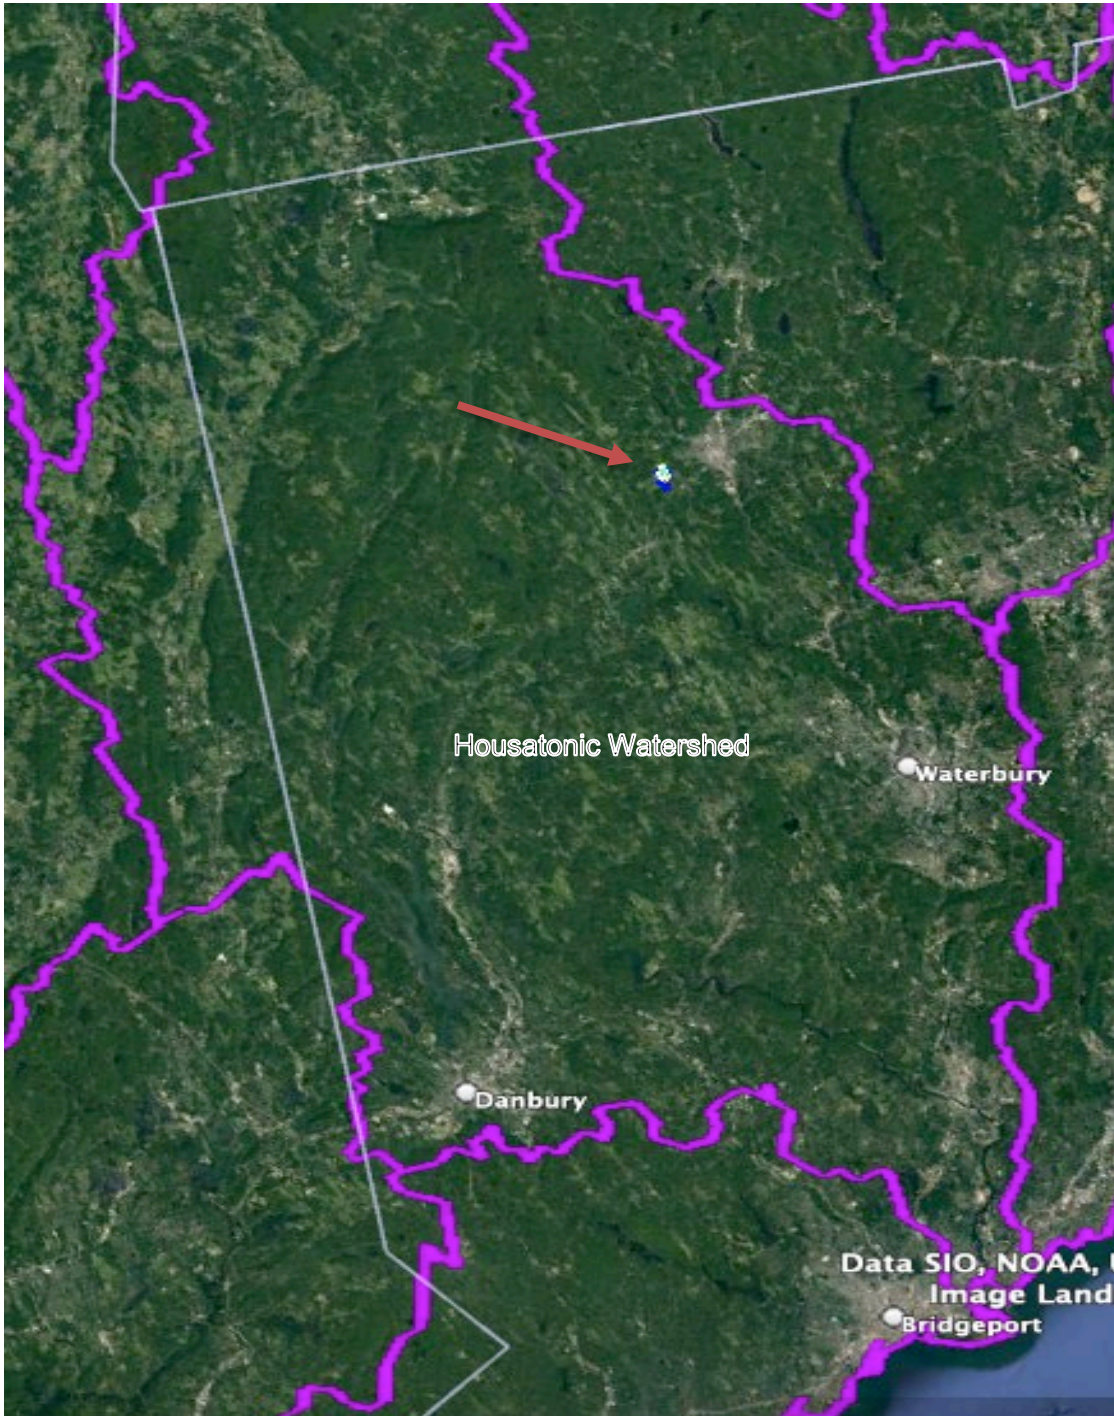 Housatonic Watershed
Waterbury
Danbury
Data SIO, NOAA,
Image Land
Bridgeport